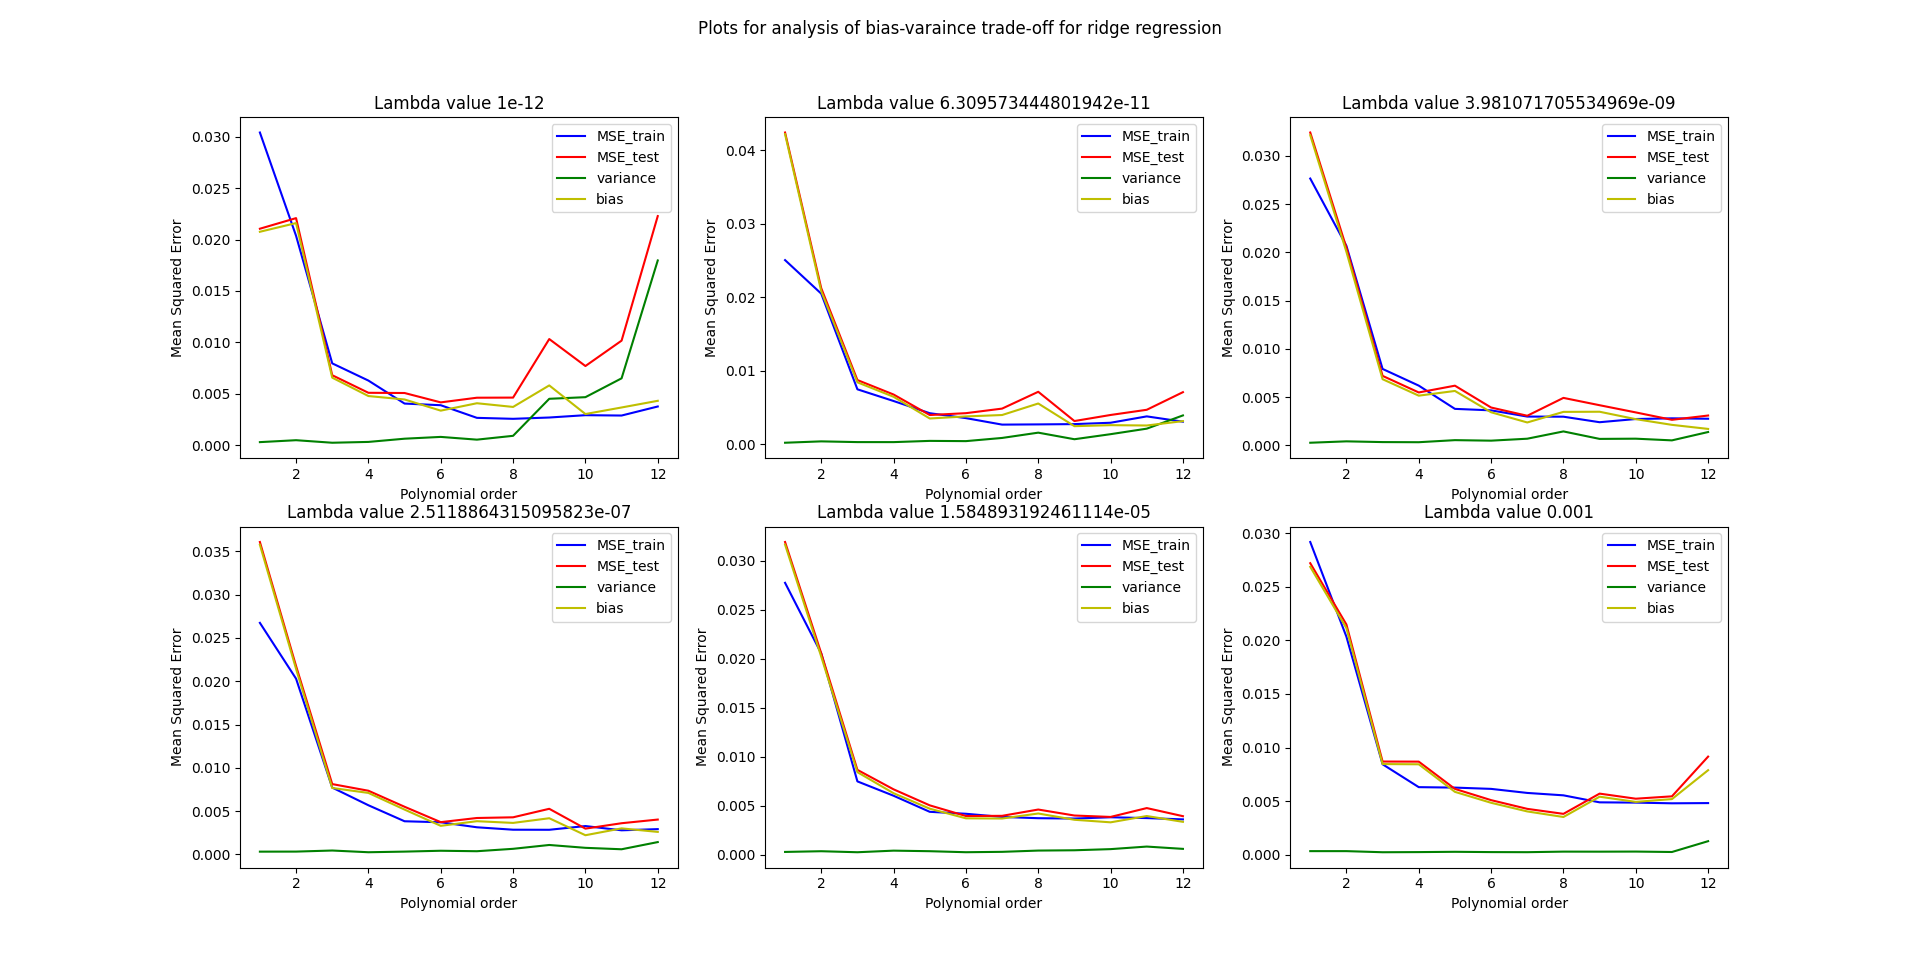 Plots for analysis of bias-varaince trade-off for ridge regression
Lambda value 1e-12
MSE_train
MSE_test
variance
bias
Mean Squared Error
0.030
0.025
0.020
0.015
0.010
0.005
0.000
2 4 6 8 10 12
Polynomial order
Lambda value 6.309573444801942e-11
MSE_train
MSE_test
variance
bias
Mean Squared Error
0.04
0.03
0.02
0.01
0.00
2 4 6 8 10 12
Polynomial order
Lambda value 3.981071705534969e-09
MSE_train
MSE_test
variance
bias
Mean Squared Error
0.030
0.025
0.020
0.015
0.010
0.005
0.000
2 4 6 8 10 12
Polynomial order
Lambda value 2.5118864315095823e-07
MSE_train
MSE_test
variance
bias
Mean Squared Error
0.035
0.030
0.025
0.020
0.015
0.010
0.005
0.000
2 4 6 8 10 12
Polynomial order
Lambda value 1.584893192461114e-05
MSE_train
MSE_test
variance
bias
Mean Squared Error
0.030
0.025
0.020
0.015
0.010
0.005
0.000
2 4 6 8 10 12
Polynomial order
Lambda value 0.001
MSE_train
MSE_test
variance
bias
Mean Squared Error
0.030
0.025
0.020
0.015
0.010
0.005
0.000
2 4 6 8 10 12
Polynomial order